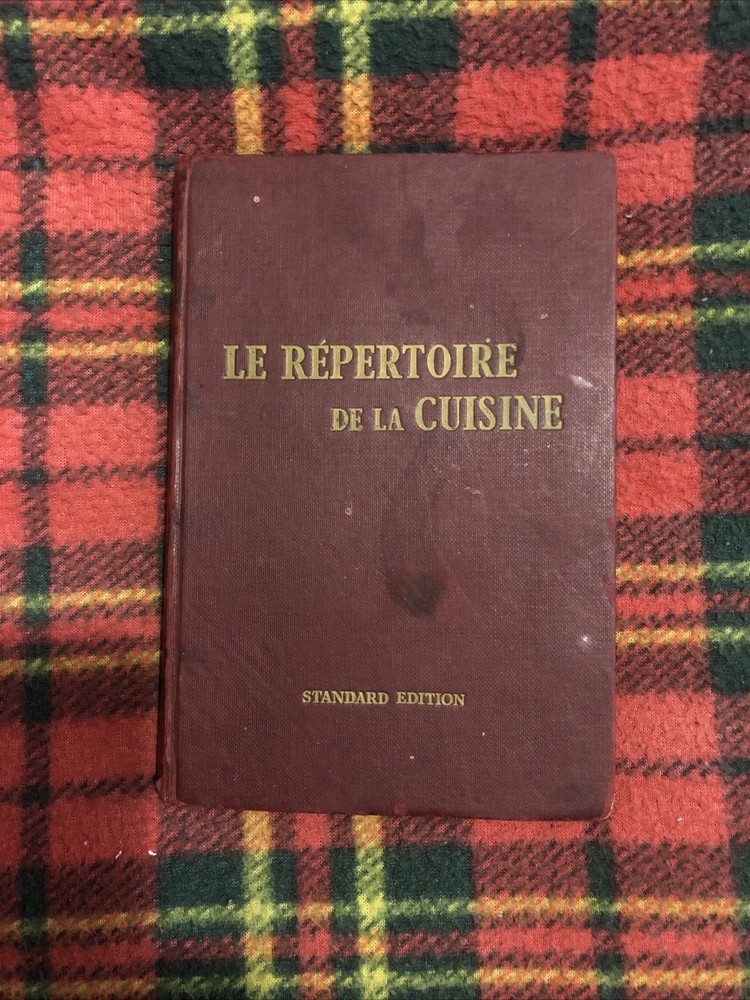 LE RÉPERTOIRE
DE LA CUISINE
STANDARD EDITION